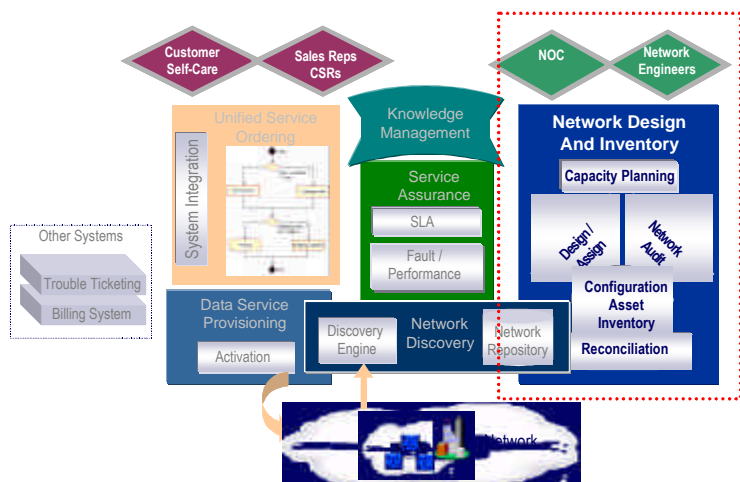 Customer
Self-Care
Sales Reps
CSRs
NOC
Network
Engineers
Unified Service
Ordering
System Integration
Knowledge
Management
Service
Assurance
SLA
Fault /
Performance
Network Design
And Inventory
Capacity Planning
Design /
Assign
Network
Audit
Configuration
Asset
Inventory
Reconciliation
Other Systems
Trouble Ticketing
Billing System
Data Service
Provisioning
Activation
Discovery
Engine
Network
Discovery
Network
Repository
Network